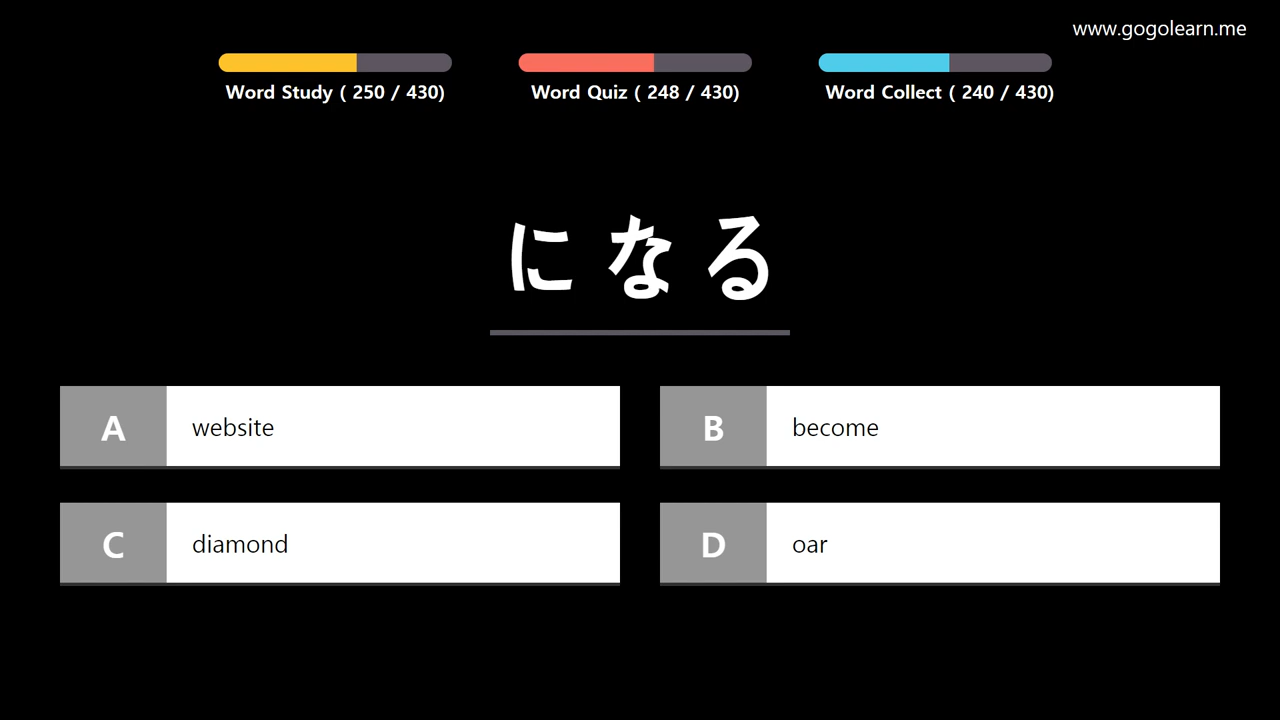 www.gogolearn.me
Word Study ( 250 / 430)
Word Quiz ( 248 / 430)
Word Collect ( 240 / 430)
になる
A website
B become
C diamond
D oar